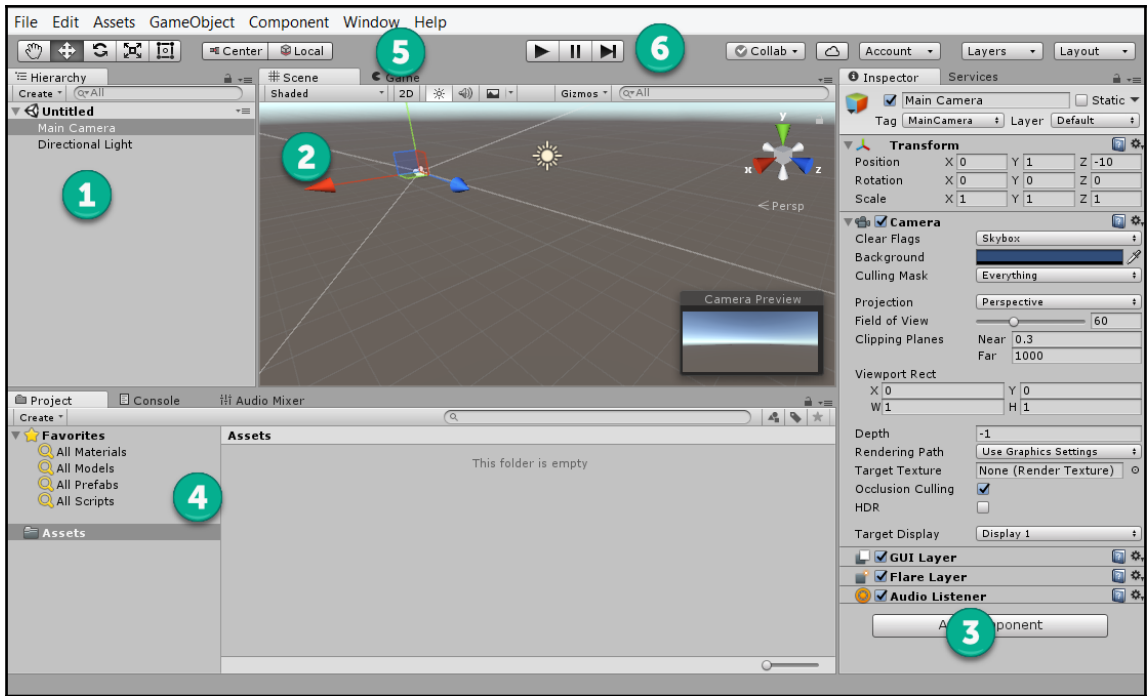 File Edit Assets GameObject Component Window Help
Center Local Collab Account Layers Layout
5
6
Hierarchy
Create All
Untitled
Main Camera
Directional Light
1
Scene Game
Shaded 2D Gizmos All
2
y
x z
Persp
Camera Preview
Inspector Services
Main Camera Static
Tag MainCamera Layer Default
Transform
Position X 0 Y 1 Z -10
Rotation X 0 Y 0 Z 0
Scale X 1 Y 1 Z 1
Camera
Clear Flags Skybox
Background
Culling Mask Everything
Projection Perspective
Field of View 60
Clipping Planes Near 0.3
Far 1000
Viewport Rect
X 0 Y 0
W 1 H 1
Depth -1
Rendering Path Use Graphics Settings
Target Texture None (Render Texture)
Occlusion Culling
HDR
Target Display Display 1
GUI Layer
Flare Layer
Audio Listener
3
Project Console Audio Mixer
Create
Favorites
All Materials
All Models
All Prefabs
All Scripts
4
Assets
Assets
This folder is empty